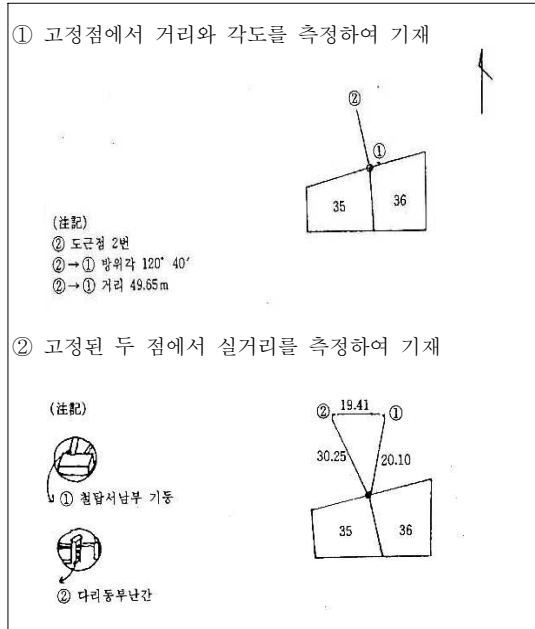 ① 고정점에서 거리와 각도를 측정하여 기재
②
①
35
36
(注記)
② 도근점 2번
②→① 방위각 120° 40′
②→① 거리 49.65m
② 고정된 두 점에서 실거리를 측정하여 기재
(注記)
② 19.41 ①
30.25
20.10
① 철탑서남부 기둥
35
36
② 다리동부난간